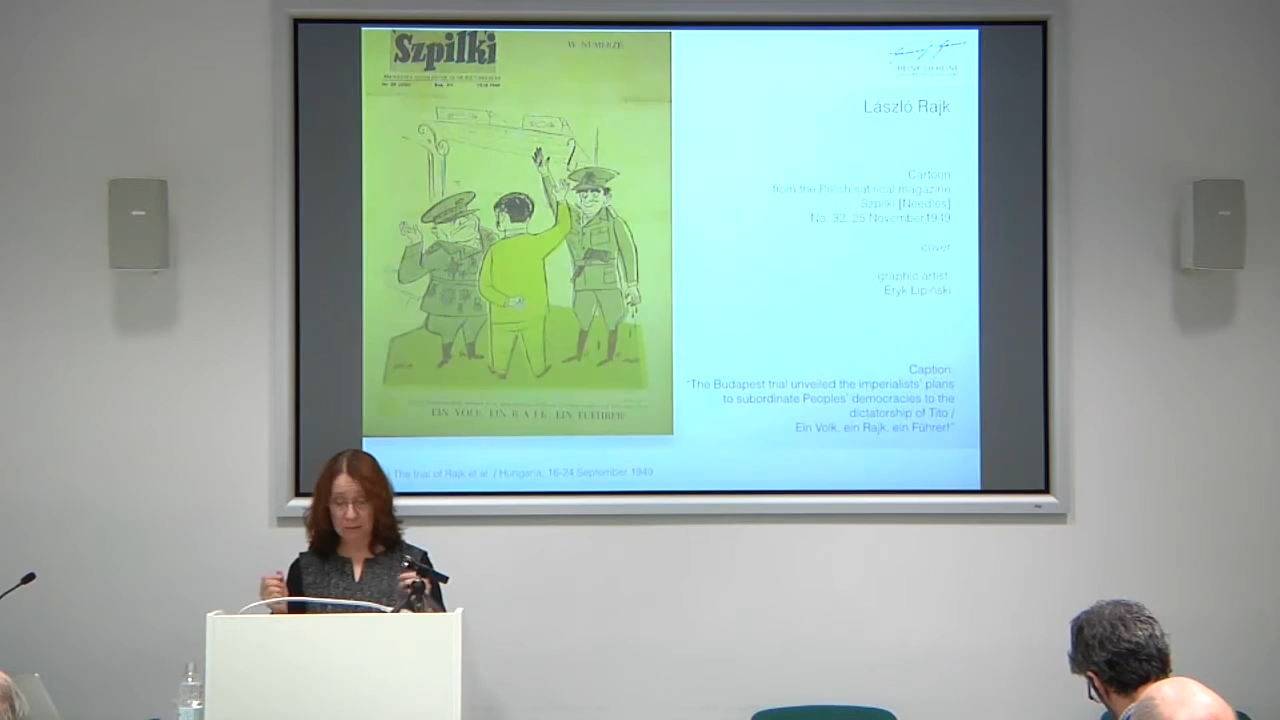 Szpilki
W NUMERZE:
László Rajk
Cartoon
from the Polish satirical magazine
Szpilki [Needles]
No. 32, 25 November1949
cover
graphic artist:
Eryk Lipiński
Caption:
"The Budapest trial unveiled the imperialists' plans
to subordinate Peoples' democracies to the
dictatorship of Tito /
Ein Volk, ein Rajk, ein Führer!"
EIN VOLK, EIN RAJK, EIN FUEHRER!
The trial of Rajk et al. / Hungaria, 16-24 September 1949